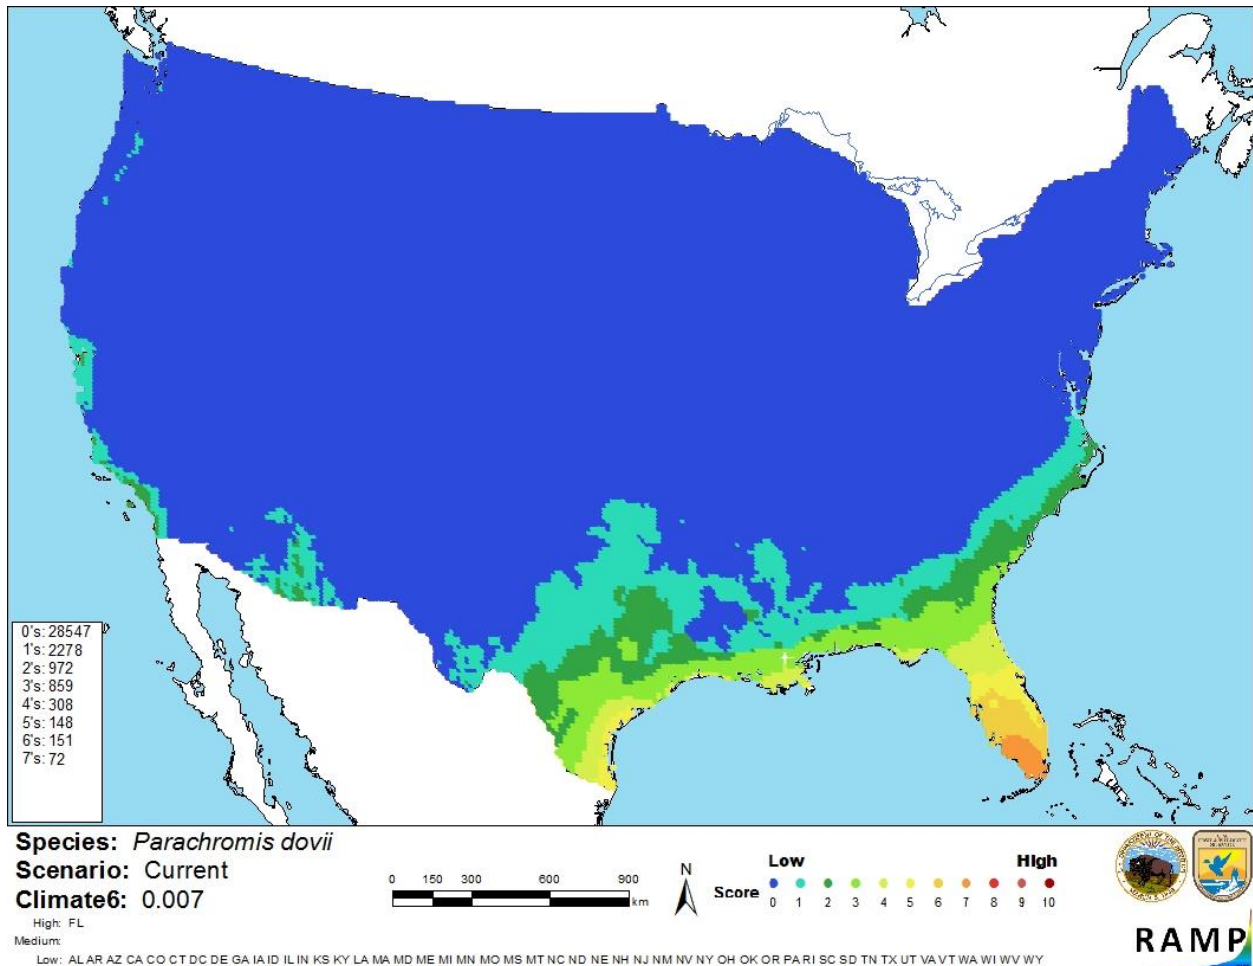 0's: 28547
1's: 2278
2's: 972
3's: 859
4's: 308
5's: 148
6's: 151
7's: 72
Species: Parachromis dovii
Scenario: Current
Climate6: 0.007
High: FL
Medium:
Low: AL AR AZ CA CO CT DC DE GA IA ID IL IN KS KY LA MA MD ME MI MN MO MS MT NC ND NE NH NJ NM NV NY OH OK OR PA RI SC SD TN TX UT VA VT WA WI WV WY
0 150 300 600 900
km
N
Low High
Score
0 1 2 3 4 5 6 7 8 9 10
RAMP